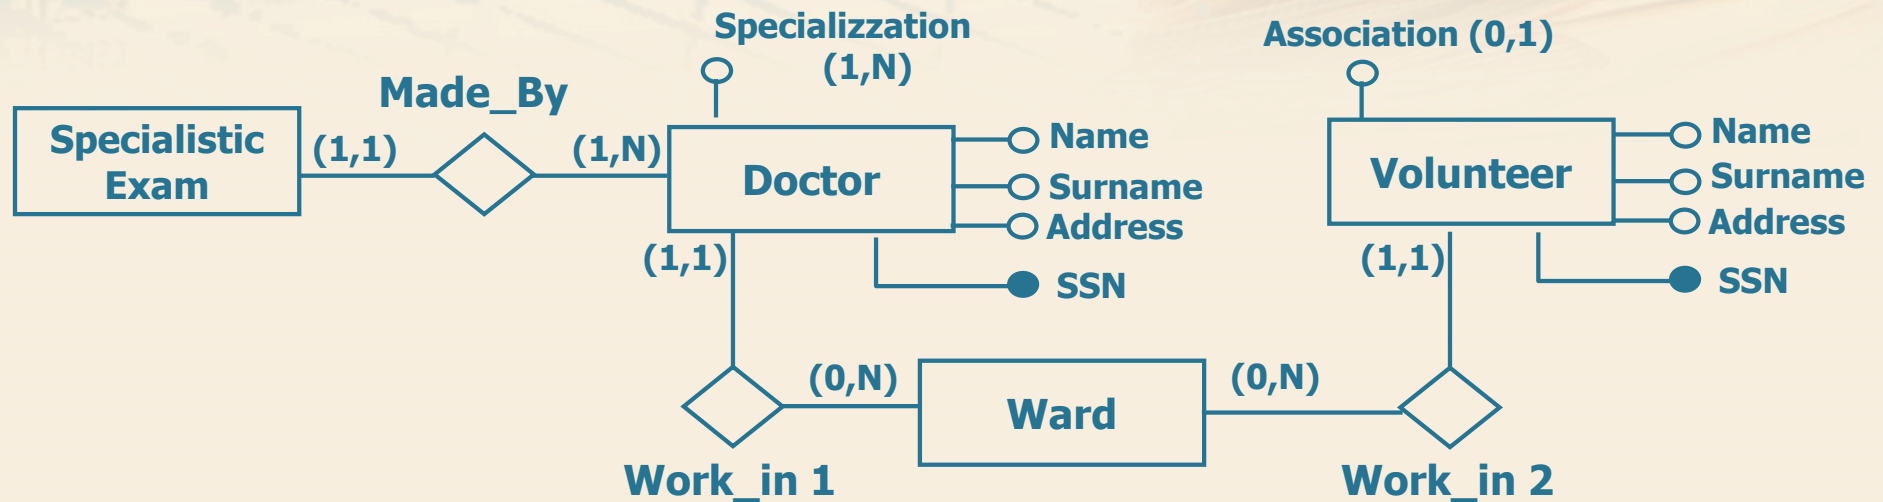 Specializzation
(1,N)
Association (0,1)
Made_By
Specialistic
Exam
(1,1)
(1,N)
Doctor
Name
Surname
Address
SSN
Volunteer
Name
Surname
Address
SSN
(1,1)
(1,1)
(0,N)
Ward
(0,N)
Work_in 1
Work_in 2